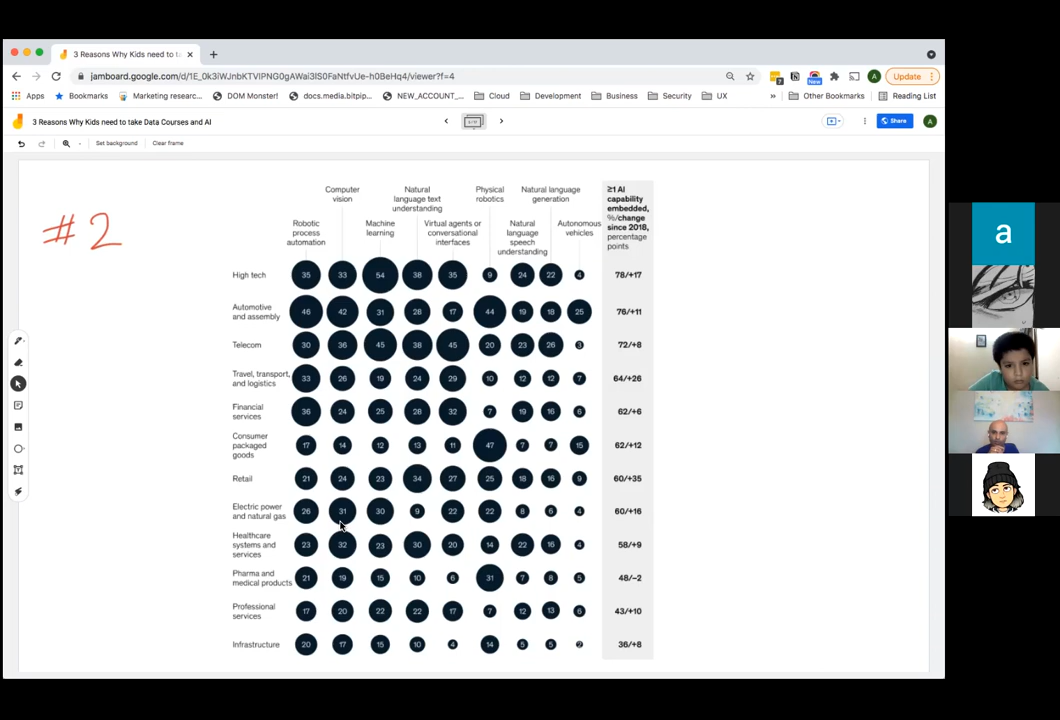 3 Reasons Why Kids need to ta
jamboard.google.com/d/1E_0k3iWJnbKTVlPNG0gAWai3lS0FaNtfvUe-h0BeHq4/viewer?f=4
New
A
Update
Apps Bookmarks Marketing researc... DOM Monster! docs.media.bitpip... NEW_ACCOUNT_... Cloud Development Business Security UX » Other Bookmarks Reading List
3 Reasons Why Kids need to take Data Courses and AI
Share
A
Set background Clear frame
#2
Computer
vision
Natural
language text
understanding
Physical
robotics
Natural language
generation
≥1 AI
capability
embedded,
%/change
since 2018,
percentage
points
Robotic
process
automation
Machine
learning
Virtual agents or
conversational
interfaces
Natural
language
speech
understanding
Autonomous
vehicles
High tech 35 33 54 38 35 9 24 22 4 78/+17
Automotive
and assembly 46 42 31 28 17 44 19 18 25 76/+11
Telecom 30 36 45 38 45 20 23 26 3 72/+8
Travel, transport,
and logistics 33 26 19 24 29 10 12 12 7 64/+26
Financial
services 36 24 25 28 32 7 19 16 6 62/+6
Consumer
packaged
goods 17 14 12 13 11 47 7 7 15 62/+12
Retail 21 24 23 34 27 25 18 16 9 60/+35
Electric power
and natural gas 26 31 30 9 22 22 8 6 4 60/+16
Healthcare
systems and
services 23 32 23 30 20 14 22 16 4 58/+9
Pharma and
medical products 21 19 15 10 6 31 7 8 5 48/−2
Professional
services 17 20 22 22 17 7 12 13 6 43/+10
Infrastructure 20 17 15 10 4 14 5 5 2 36/+8
a